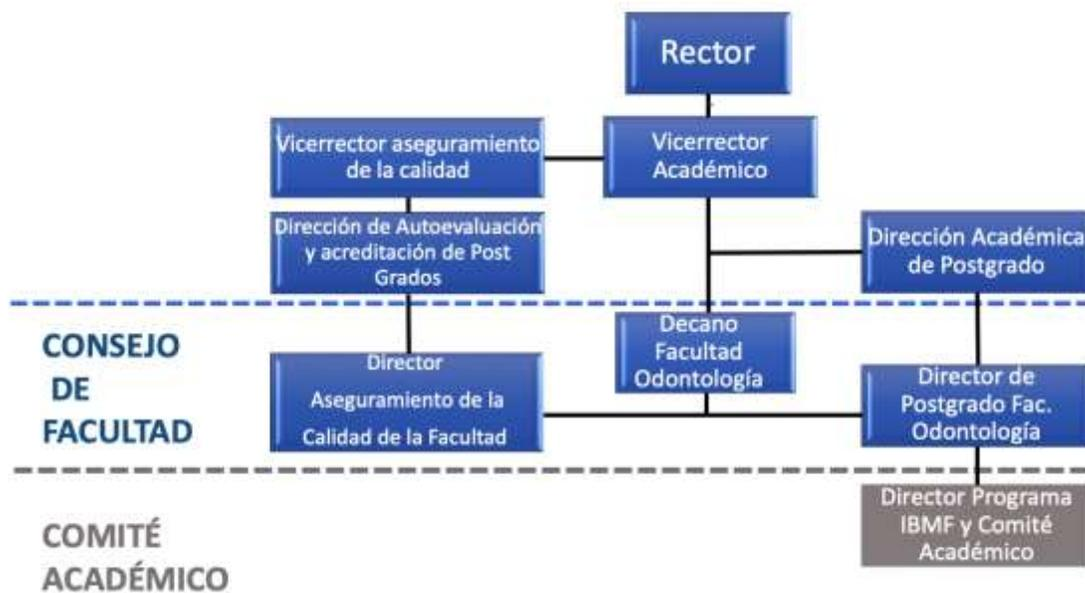 Rector
Vicerrector aseguramiento
de la calidad
Vicerrector
Académico
Dirección de Autoevaluación
y acreditación de Post
Grados
Dirección Académica
de Postgrado
CONSEJO
DE
FACULTAD
Director
Aseguramiento de la
Calidad de la Facultad
Decano
Facultad
Odontología
Director de
Postgrado Fac.
Odontología
COMITÉ
ACADÉMICO
Director Programa
IBMF y Comité
Académico